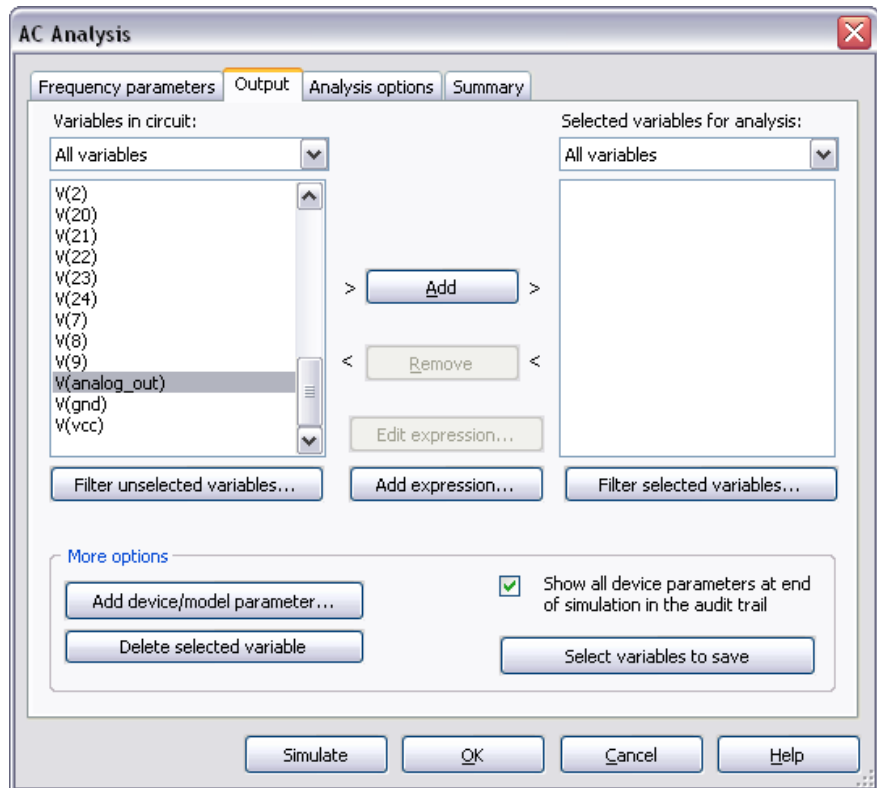 AC Analysis
Frequency parameters
Output
Analysis options
Summary
Variables in circuit:
All variables
V(2)
V(20)
V(21)
V(22)
V(23)
V(24)
V(7)
V(8)
V(9)
V(analog_out)
V(gnd)
V(vcc)
Filter unselected variables...
> Add >
< Remove <
Edit expression...
Add expression...
Selected variables for analysis:
All variables
Filter selected variables...
More options
Add device/model parameter...
Delete selected variable
Show all device parameters at end
of simulation in the audit trail
Select variables to save
Simulate
OK
Cancel
Help